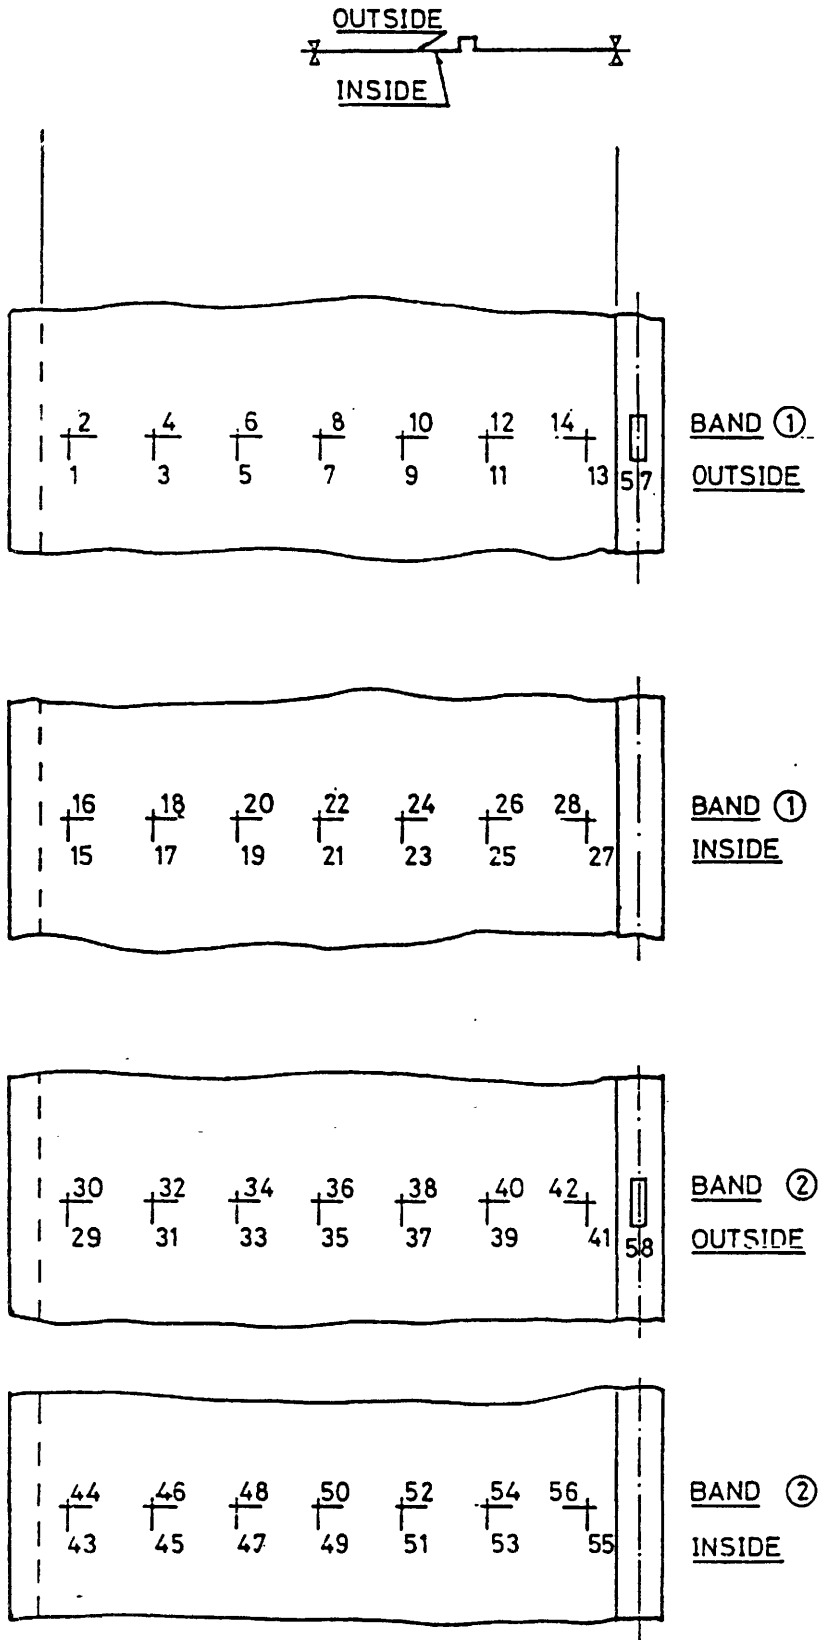 OUTSIDE
INSIDE
2 4 6 8 10 12 14 BAND ①
1 3 5 7 9 11 13 57 OUTSIDE
16 18 20 22 24 26 28 BAND ①
15 17 19 21 23 25 27 INSIDE
30 32 34 36 38 40 42 BAND ②
29 31 33 35 37 39 41 58 OUTSIDE
44 46 48 50 52 54 56 BAND ②
43 45 47 49 51 53 55 INSIDE